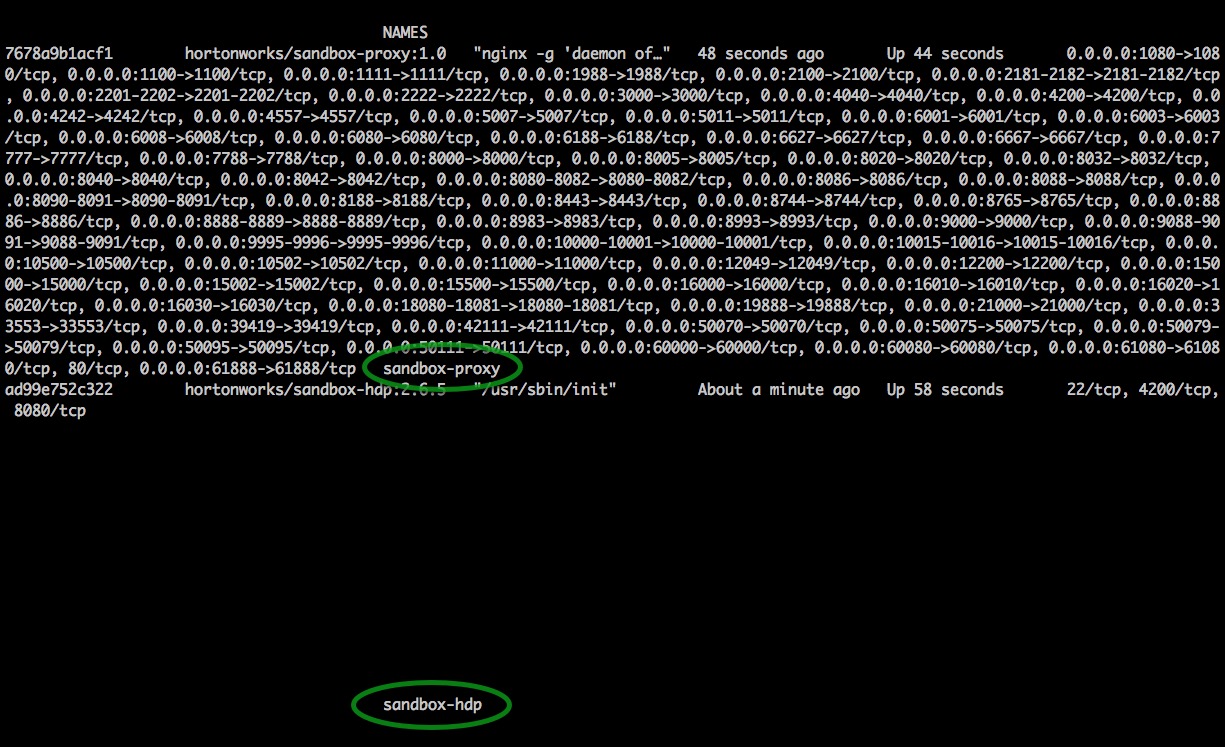 NAMES
7678a9b1acf1 hortonworks/sandbox-proxy:1.0 "nginx -g 'daemon of…" 48 seconds ago Up 44 seconds 0.0.0.0:1080->108
0/tcp, 0.0.0.0:1100->1100/tcp, 0.0.0.0:1111->1111/tcp, 0.0.0.0:1988->1988/tcp, 0.0.0.0:2100->2100/tcp, 0.0.0.0:2181-2182->2181-2182/tcp
, 0.0.0.0:2201-2202->2201-2202/tcp, 0.0.0.0:2222->2222/tcp, 0.0.0.0:3000->3000/tcp, 0.0.0.0:4040->4040/tcp, 0.0.0.0:4200->4200/tcp, 0.0
.0.0:4242->4242/tcp, 0.0.0.0:4557->4557/tcp, 0.0.0.0:5007->5007/tcp, 0.0.0.0:5011->5011/tcp, 0.0.0.0:6001->6001/tcp, 0.0.0.0:6003->6003
/tcp, 0.0.0.0:6008->6008/tcp, 0.0.0.0:6080->6080/tcp, 0.0.0.0:6188->6188/tcp, 0.0.0.0:6627->6627/tcp, 0.0.0.0:6667->6667/tcp, 0.0.0.0:7
777->7777/tcp, 0.0.0.0:7788->7788/tcp, 0.0.0.0:8000->8000/tcp, 0.0.0.0:8005->8005/tcp, 0.0.0.0:8020->8020/tcp, 0.0.0.0:8032->8032/tcp,
0.0.0.0:8040->8040/tcp, 0.0.0.0:8042->8042/tcp, 0.0.0.0:8080-8082->8080-8082/tcp, 0.0.0.0:8086->8086/tcp, 0.0.0.0:8088->8088/tcp, 0.0.0
.0:8090-8091->8090-8091/tcp, 0.0.0.0:8188->8188/tcp, 0.0.0.0:8443->8443/tcp, 0.0.0.0:8744->8744/tcp, 0.0.0.0:8765->8765/tcp, 0.0.0.0:88
86->8886/tcp, 0.0.0.0:8888-8889->8888-8889/tcp, 0.0.0.0:8983->8983/tcp, 0.0.0.0:8993->8993/tcp, 0.0.0.0:9000->9000/tcp, 0.0.0.0:9088-90
91->9088-9091/tcp, 0.0.0.0:9995-9996->9995-9996/tcp, 0.0.0.0:10000-10001->10000-10001/tcp, 0.0.0.0:10015-10016->10015-10016/tcp, 0.0.0.
0:10500->10500/tcp, 0.0.0.0:10502->10502/tcp, 0.0.0.0:11000->11000/tcp, 0.0.0.0:12049->12049/tcp, 0.0.0.0:12200->12200/tcp, 0.0.0.0:150
00->15000/tcp, 0.0.0.0:15002->15002/tcp, 0.0.0.0:15500->15500/tcp, 0.0.0.0:16000->16000/tcp, 0.0.0.0:16010->16010/tcp, 0.0.0.0:16020->1
6020/tcp, 0.0.0.0:16030->16030/tcp, 0.0.0.0:18080-18081->18080-18081/tcp, 0.0.0.0:19888->19888/tcp, 0.0.0.0:21000->21000/tcp, 0.0.0.0:3
3553->33553/tcp, 0.0.0.0:39419->39419/tcp, 0.0.0.0:42111->42111/tcp, 0.0.0.0:50070->50070/tcp, 0.0.0.0:50075->50075/tcp, 0.0.0.0:50079-
>50079/tcp, 0.0.0.0:50095->50095/tcp, 0.0.0.0:50111->50111/tcp, 0.0.0.0:60000->60000/tcp, 0.0.0.0:60080->60080/tcp, 0.0.0.0:61080->6108
0/tcp, 80/tcp, 0.0.0.0:61888->61888/tcp sandbox-proxy
ad99e752c322 hortonworks/sandbox-hdp:2.6.5 "/usr/sbin/init" About a minute ago Up 58 seconds 22/tcp, 4200/tcp,
8080/tcp
sandbox-hdp